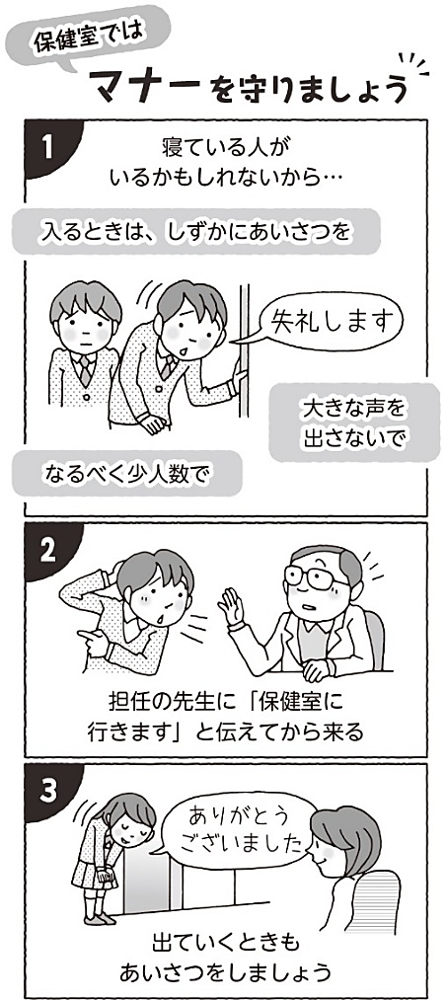 保健室では
マナーを守りましょう
1
寝ている人が
いるかもしれないから…
入るときは、しずかにあいさつを
失礼します
大きな声を
出さないで
なるべく少人数で
2
担任の先生に「保健室に
行きます」と伝えてから来る
3
ありがとう
ございました
出ていくときも
あいさつをしましょう